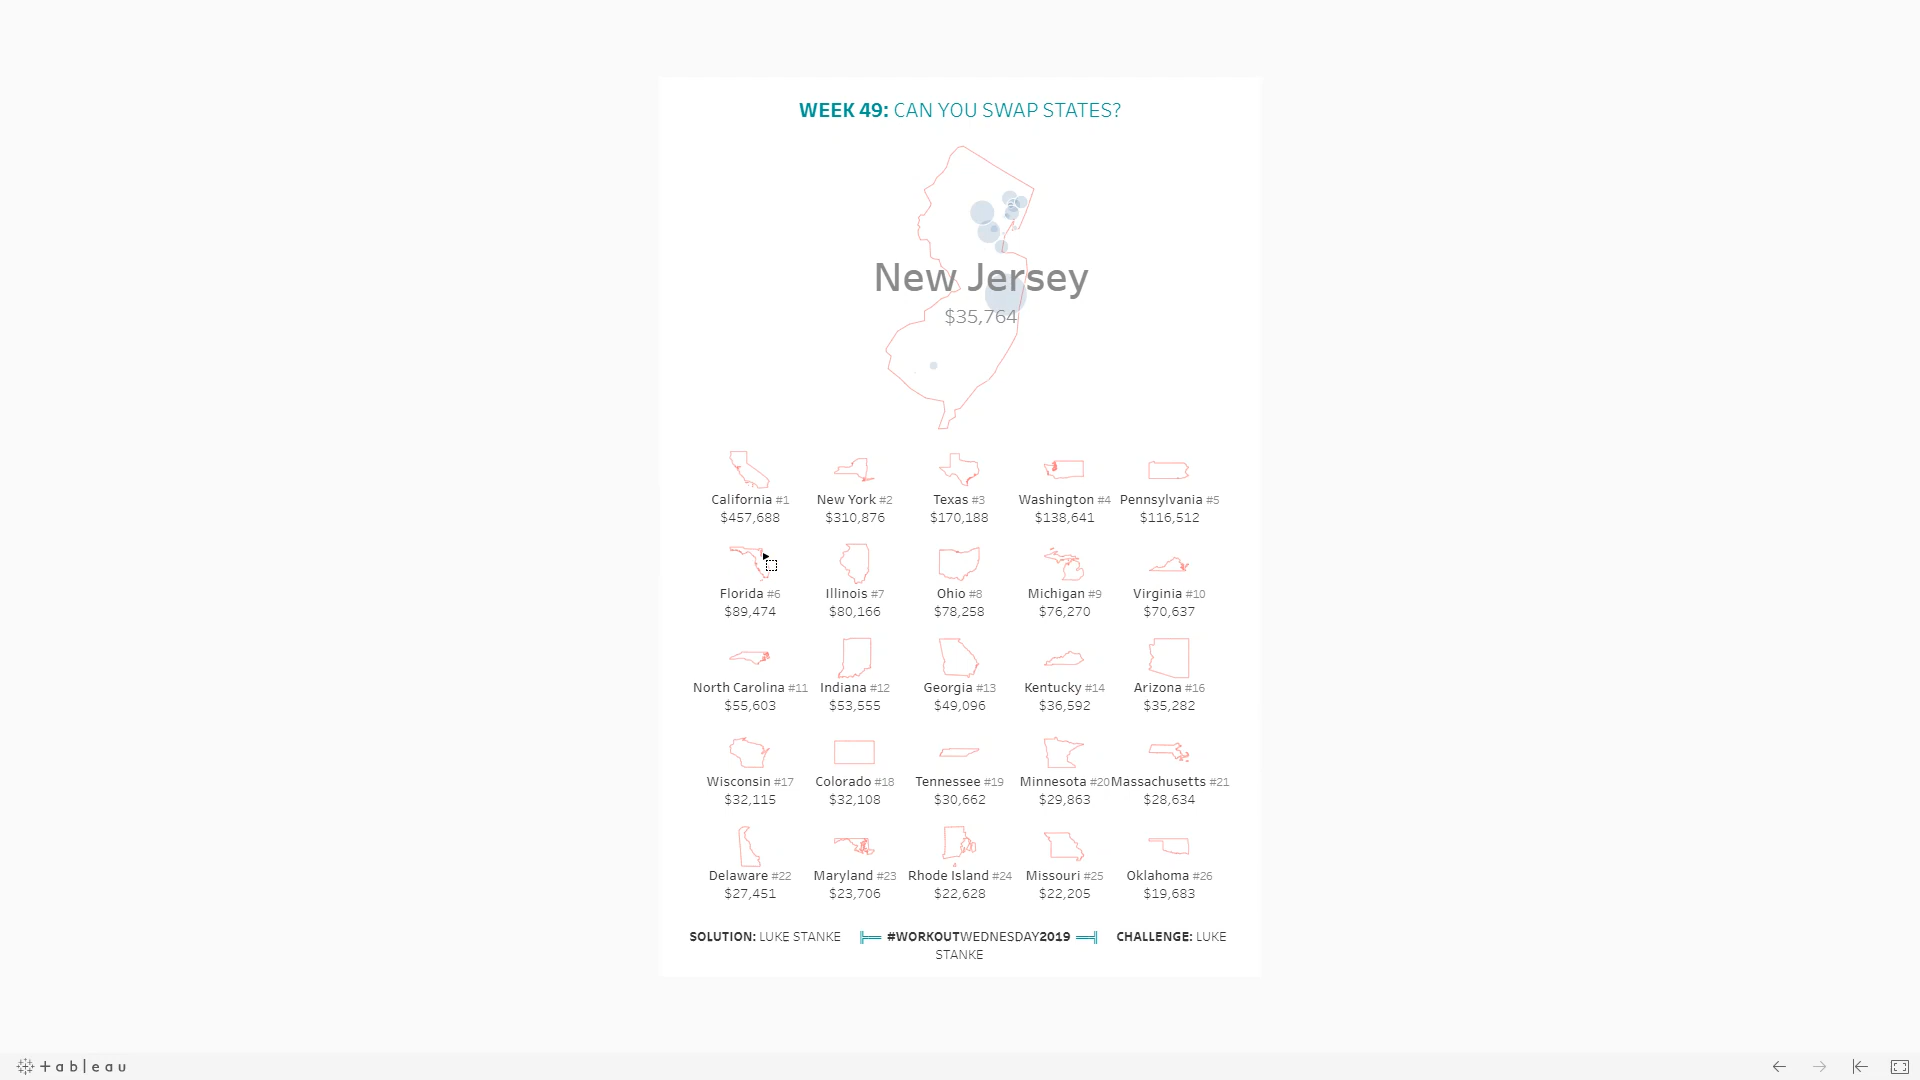 WEEK 49: CAN YOU SWAP STATES?
New Jersey
$35,764
California #1 New York #2 Texas #3 Washington #4 Pennsylvania #5
$457,688 $310,876 $170,188 $138,641 $116,512
Florida #6 Illinois #7 Ohio #8 Michigan #9 Virginia #10
$89,474 $80,166 $78,258 $76,270 $70,637
North Carolina #11 Indiana #12 Georgia #13 Kentucky #14 Arizona #16
$55,603 $53,555 $49,096 $36,592 $35,282
Wisconsin #17 Colorado #18 Tennessee #19 Minnesota #20 Massachusetts #21
$32,115 $32,108 $30,662 $29,863 $28,634
Delaware #22 Maryland #23 Rhode Island #24 Missouri #25 Oklahoma #26
$27,451 $23,706 $22,628 $22,205 $19,683
SOLUTION: LUKE STANKE ╠══ #WORKOUTWEDNESDAY2019 ══╣ CHALLENGE: LUKE
STANKE
+ a b l e a u